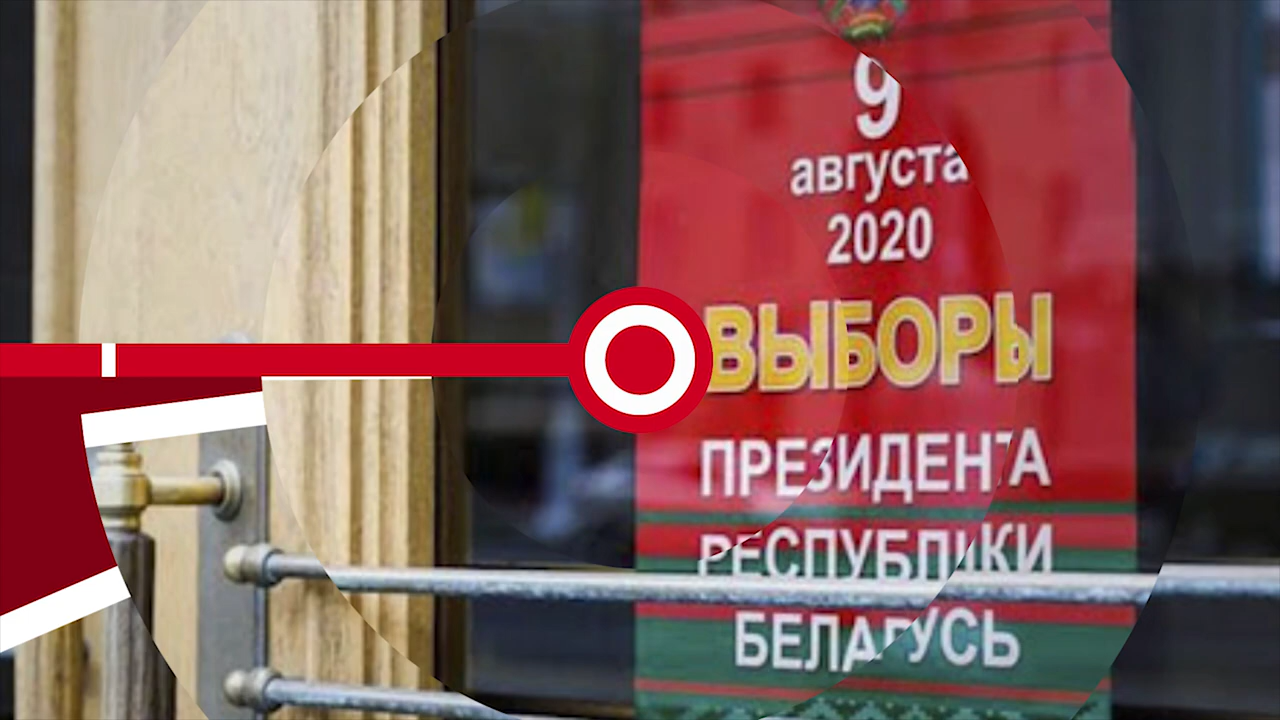 9
августа
2020
ВЫБОРЫ
ПРЕЗИДЕНТА
РЕСПУБЛИКИ
БЕЛАРУСЬ